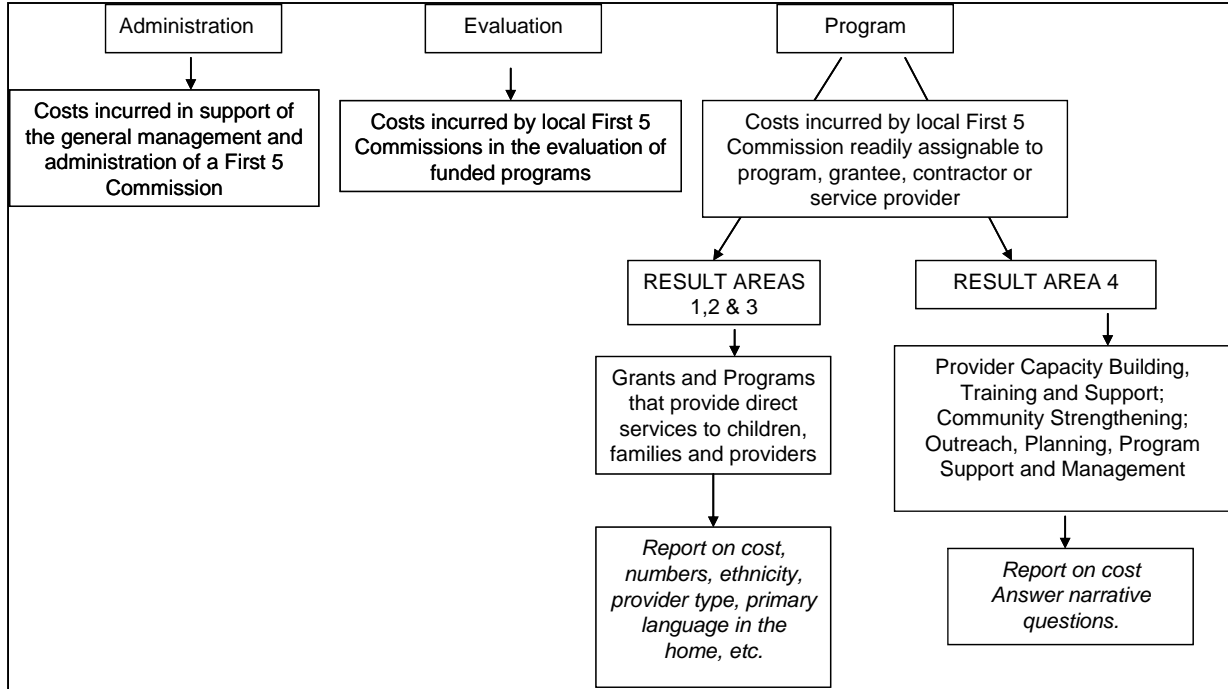 Administration
Evaluation
Program
Costs incurred in support of
the general management and
administration of a First 5
Commission
Costs incurred by local First 5
Commissions in the evaluation of
funded programs
Costs incurred by local First 5
Commission readily assignable to
program, grantee, contractor or
service provider
RESULT AREAS
1,2 & 3
RESULT AREA 4
Grants and Programs
that provide direct
services to children,
families and providers
Provider Capacity Building,
Training and Support;
Community Strengthening;
Outreach, Planning, Program
Support and Management
Report on cost,
numbers, ethnicity,
provider type, primary
language in the
home, etc.
Report on cost
Answer narrative
questions.